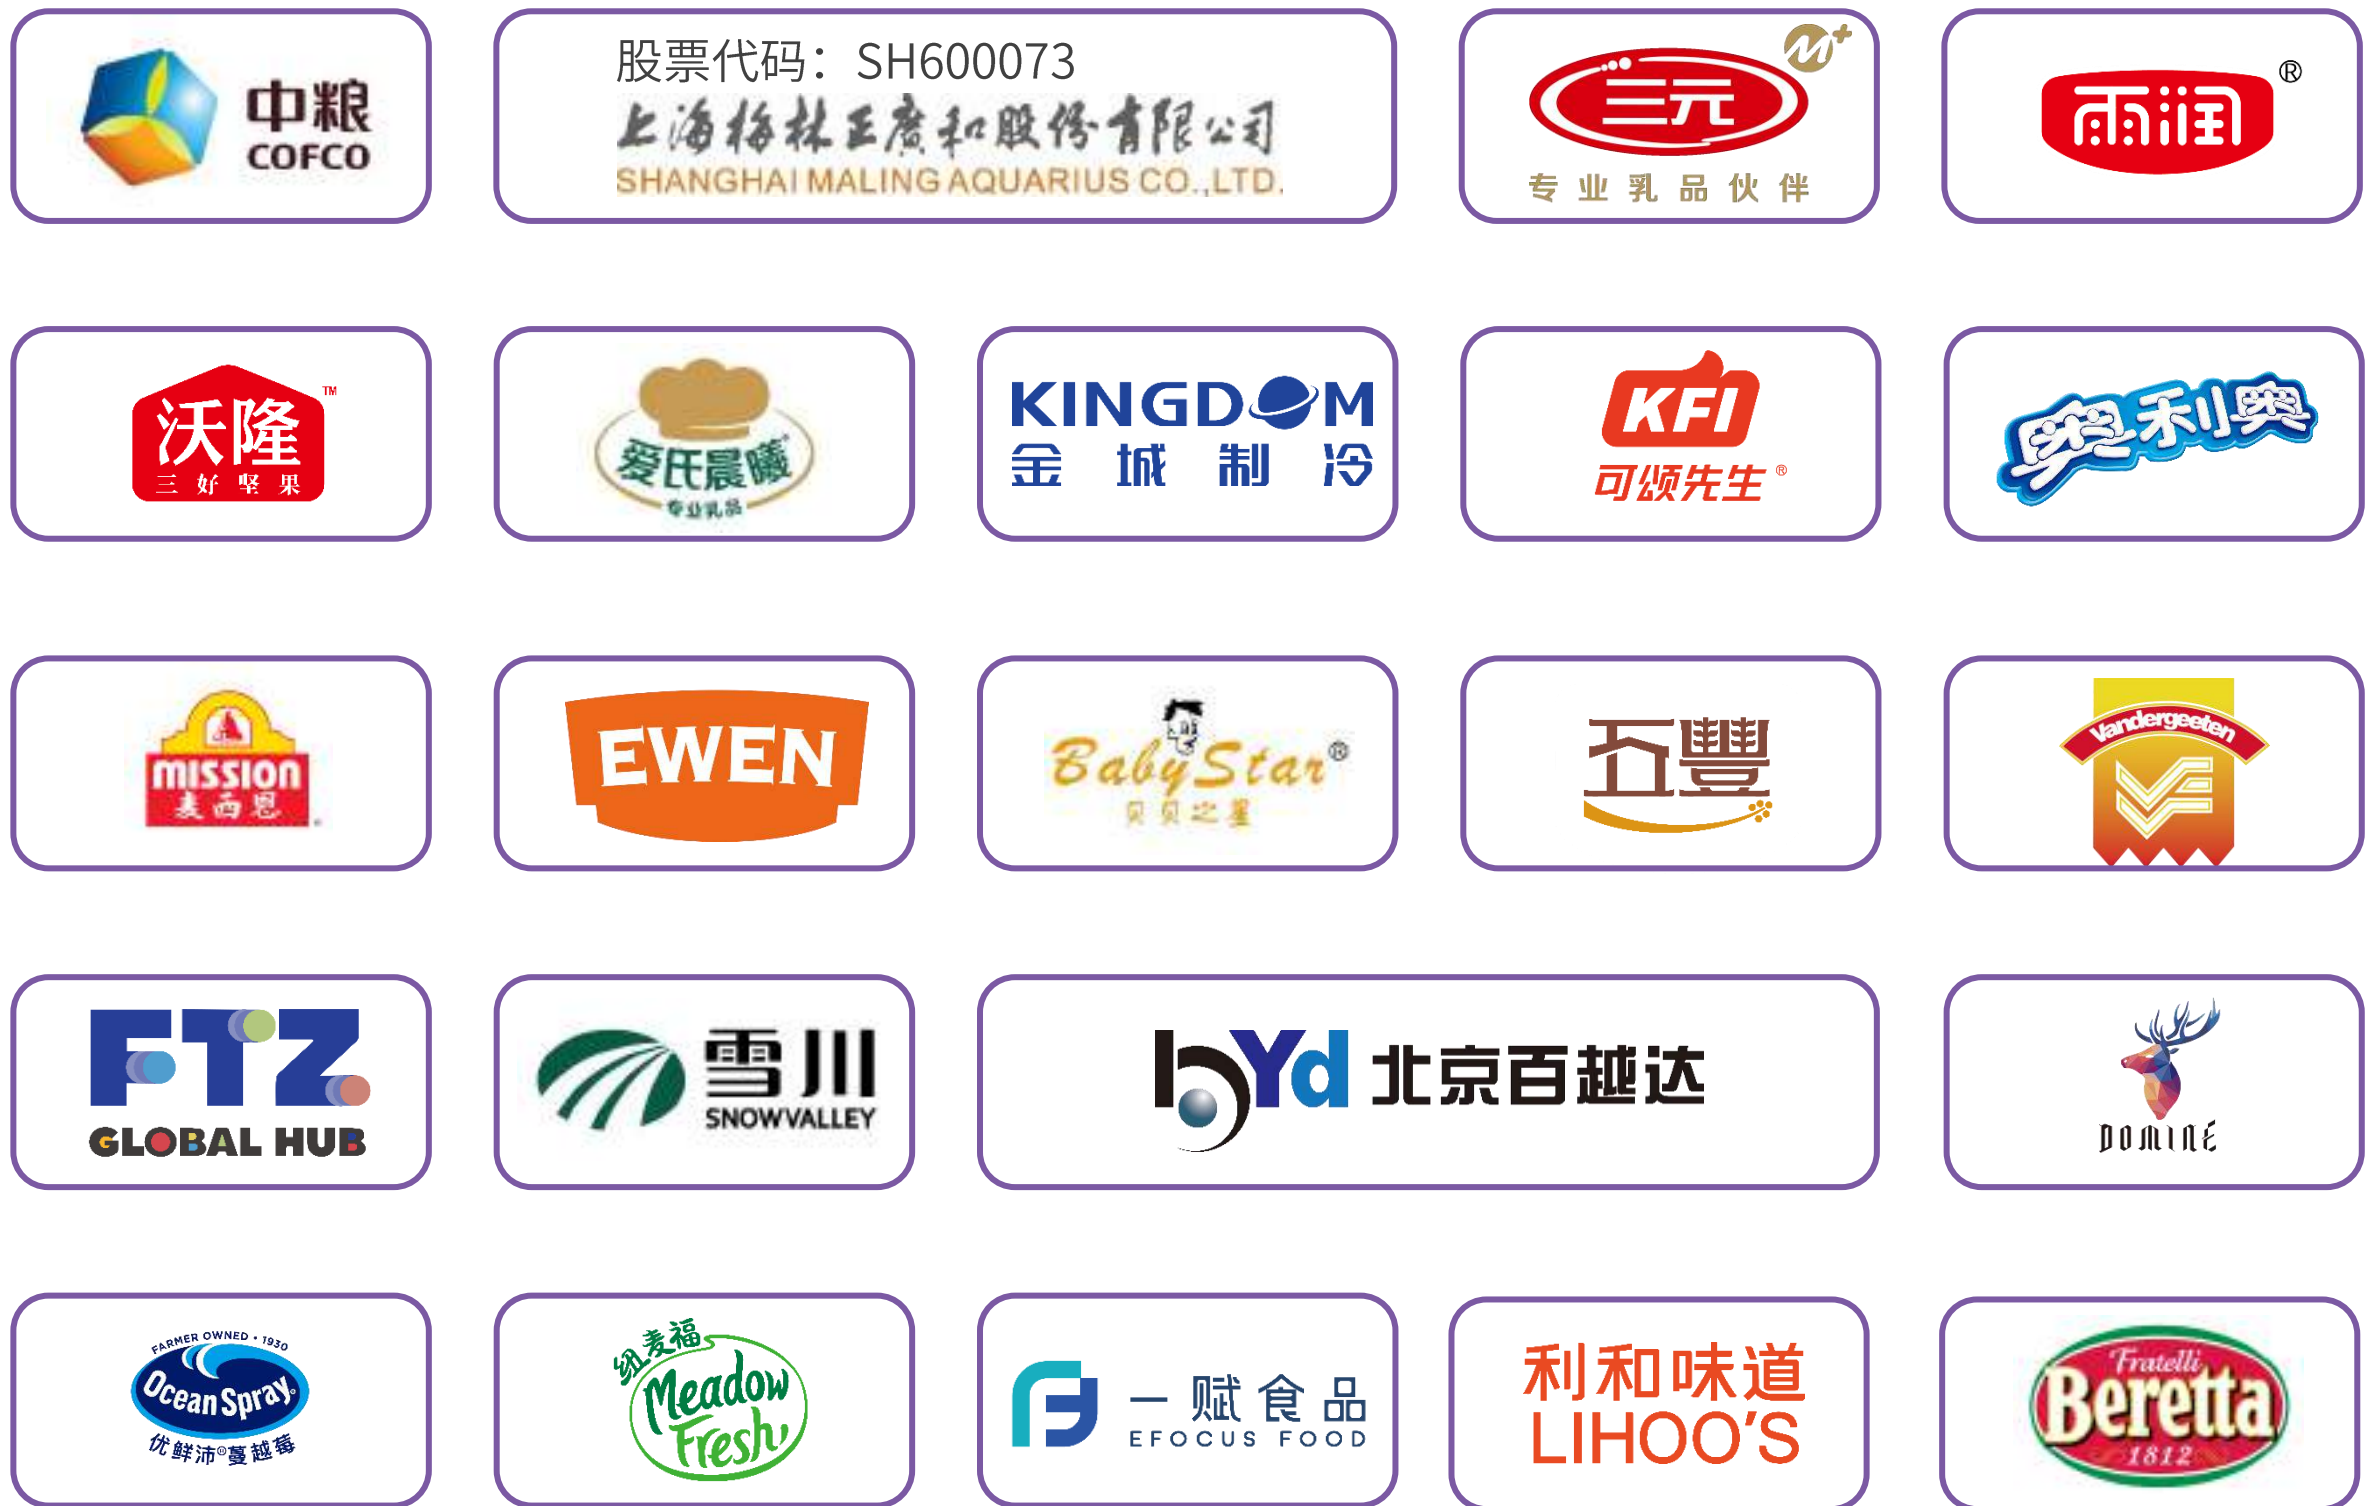 中粮
COFCO
股票代码：SH600073
上海梅林正廣和股份有限公司
SHANGHAI MALING AQUARIUS CO.,LTD.
M+
三元
专业乳品伙伴
雨润®
沃隆™
三好坚果
爱氏晨曦
专业乳品
KINGDOM
金城制冷
KFI
可颂先生®
奥利奥
MISSION
麦西恩
EWEN
BabyStar®
贝贝之星
五豐
Vandergeeten
FTZ
GLOBAL HUB
雪川
SNOWVALLEY
bYd 北京百越达
DOMINÉ
FARMER OWNED • 1930
Ocean Spray
优鲜沛®蔓越莓
纽麦福
Meadow
Fresh
一赋食品
EFOCUS FOOD
利和味道
LIHOO'S
Fratelli
Beretta
1812